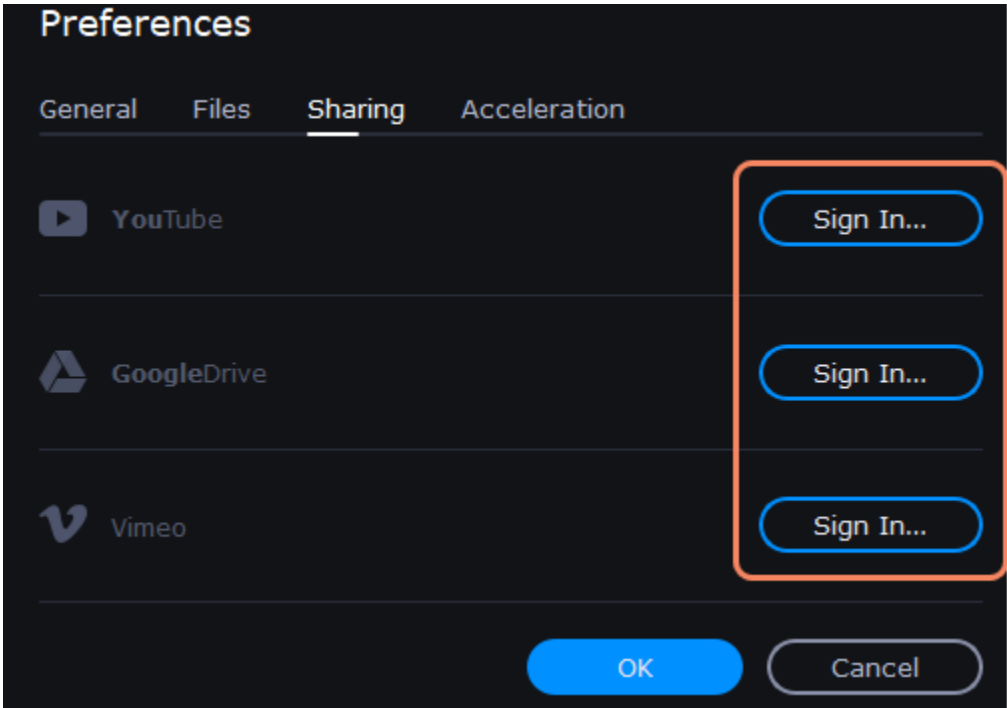 Preferences
General Files Sharing Acceleration
YouTube Sign In...
GoogleDrive Sign In...
Vimeo Sign In...
OK Cancel